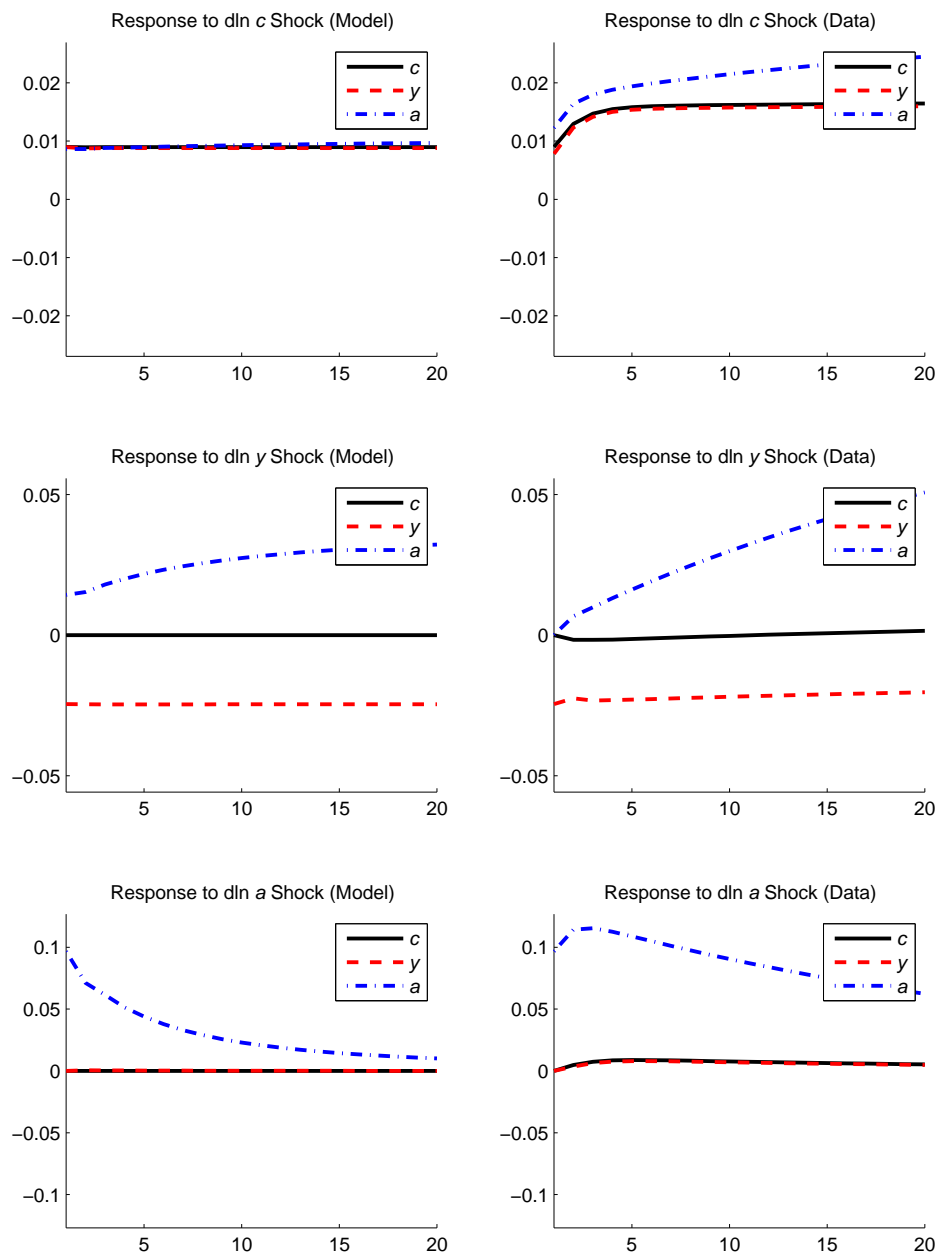 Response to dln c Shock (Model)
0.02
0.01
0
−0.01
−0.02
5
10
15
20
c
y
a
Response to dln c Shock (Data)
0.02
0.01
0
−0.01
−0.02
5
10
15
20
c
y
a
Response to dln y Shock (Model)
0.05
0
−0.05
5
10
15
20
c
y
a
Response to dln y Shock (Data)
0.05
0
−0.05
5
10
15
20
c
y
a
Response to dln a Shock (Model)
0.1
0.05
0
−0.05
−0.1
5
10
15
20
c
y
a
Response to dln a Shock (Data)
0.1
0.05
0
−0.05
−0.1
5
10
15
20
c
y
a